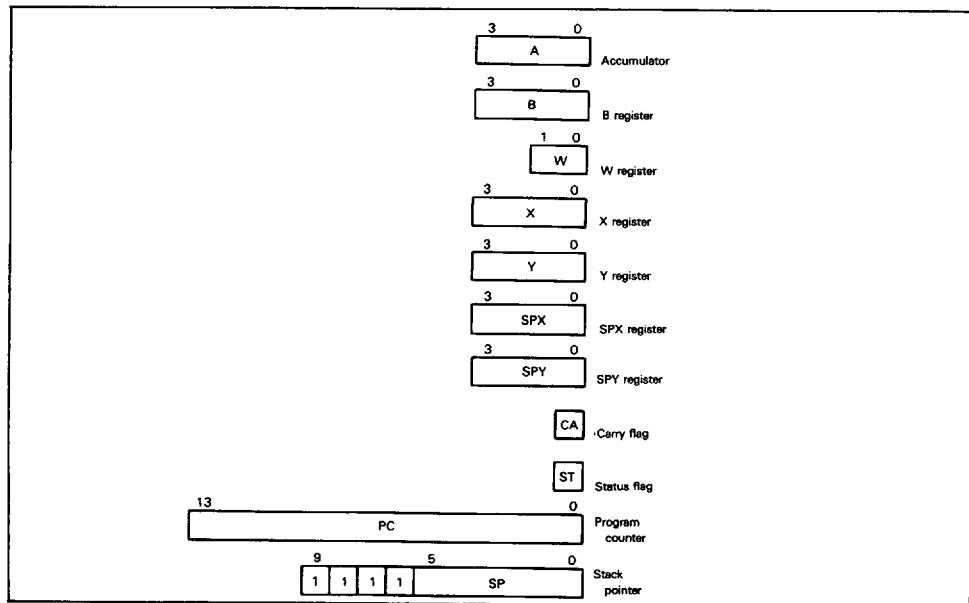 3 0
A Accumulator
3 0
B B register
1 0
W W register
3 0
X X register
3 0
Y Y register
3 0
SPX SPX register
3 0
SPY SPY register
CA Carry flag
ST Status flag
13 0
PC Program
counter
9 5 0
1 1 1 1 SP Stack
pointer